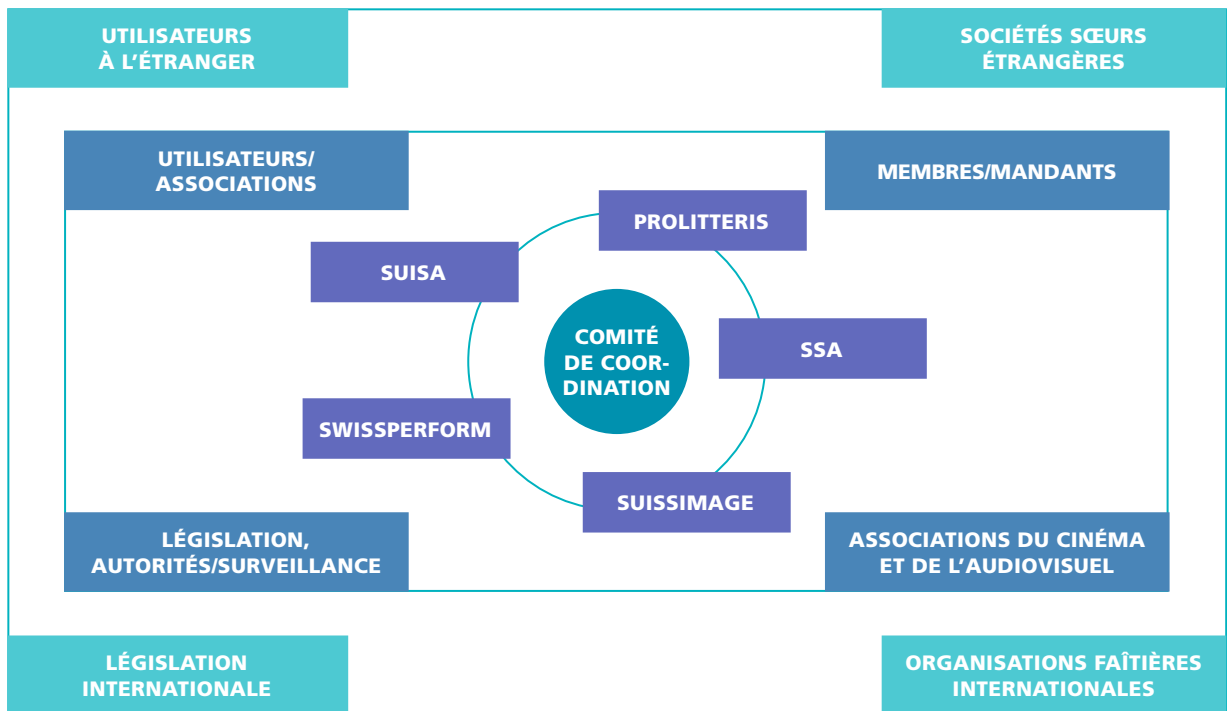 UTILISATEURS
À L’ÉTRANGER
SOCIÉTÉS SŒURS
ÉTRANGÈRES
UTILISATEURS/
ASSOCIATIONS
MEMBRES/MANDANTS
PROLITTERIS
SUISA
COMITÉ
DE COOR-
DINATION
SSA
SWISSPERFORM
SUISSIMAGE
LÉGISLATION,
AUTORITÉS/SURVEILLANCE
ASSOCIATIONS DU CINÉMA
ET DE L’AUDIOVISUEL
LÉGISLATION
INTERNATIONALE
ORGANISATIONS FAÎTIÈRES
INTERNATIONALES